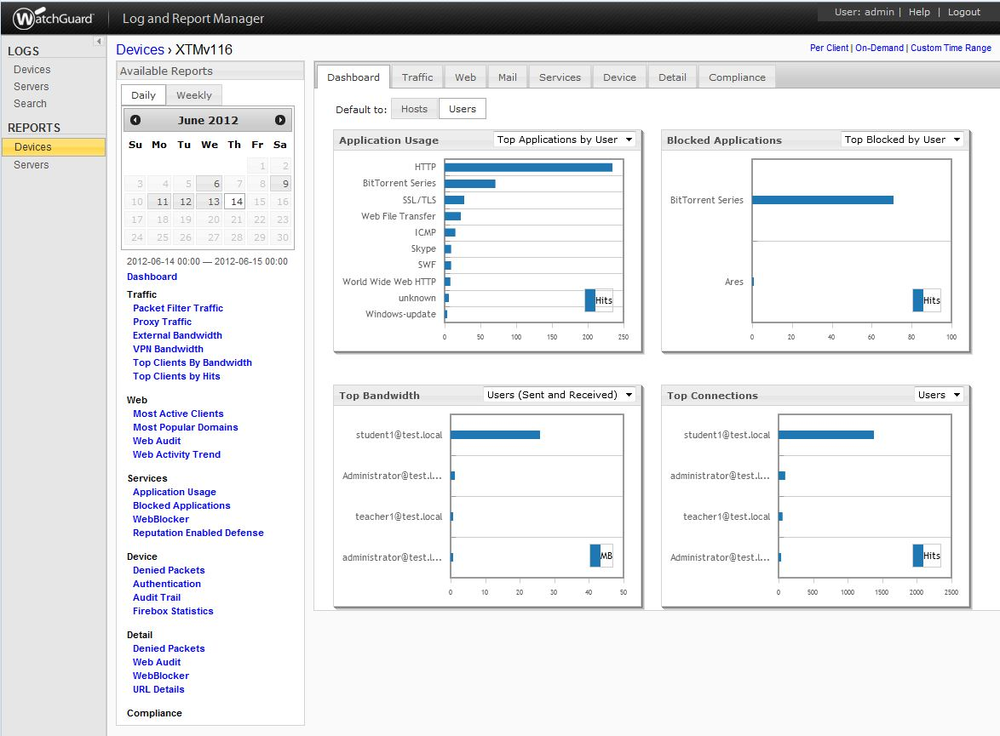 WatchGuard Log and Report Manager
User: admin | Help | Logout
LOGS
Devices
Servers
Search
REPORTS
Devices
Servers
Devices › XTMv116
Per Client | On-Demand | Custom Time Range
Available Reports
Daily Weekly
June 2012
Su Mo Tu We Th Fr Sa
1 2
3 4 5 6 7 8 9
10 11 12 13 14 15 16
17 18 19 20 21 22 23
24 25 26 27 28 29 30
2012-06-14 00:00 — 2012-06-15 00:00
Dashboard
Traffic
Packet Filter Traffic
Proxy Traffic
External Bandwidth
VPN Bandwidth
Top Clients By Bandwidth
Top Clients by Hits
Web
Most Active Clients
Most Popular Domains
Web Audit
Web Activity Trend
Services
Application Usage
Blocked Applications
WebBlocker
Reputation Enabled Defense
Device
Denied Packets
Authentication
Audit Trail
Firebox Statistics
Detail
Denied Packets
Web Audit
WebBlocker
URL Details
Compliance
Dashboard Traffic Web Mail Services Device Detail Compliance
Default to: Hosts Users
Application Usage Top Applications by User
HTTP
BitTorrent Series
SSL/TLS
Web File Transfer
ICMP
Skype
SWF
World Wide Web HTTP
unknown
Windows-update
Hits
0 50 100 150 200 250
Blocked Applications Top Blocked by User
BitTorrent Series
Ares
Hits
0 20 40 60 80 100
Top Bandwidth Users (Sent and Received)
student1@test.local
Administrator@test.l...
teacher1@test.local
administrator@test.l...
MB
0 10 20 30 40 50
Top Connections Users
student1@test.local
administrator@test.l...
teacher1@test.local
Administrator@test.l...
Hits
0 500 1000 1500 2000 2500